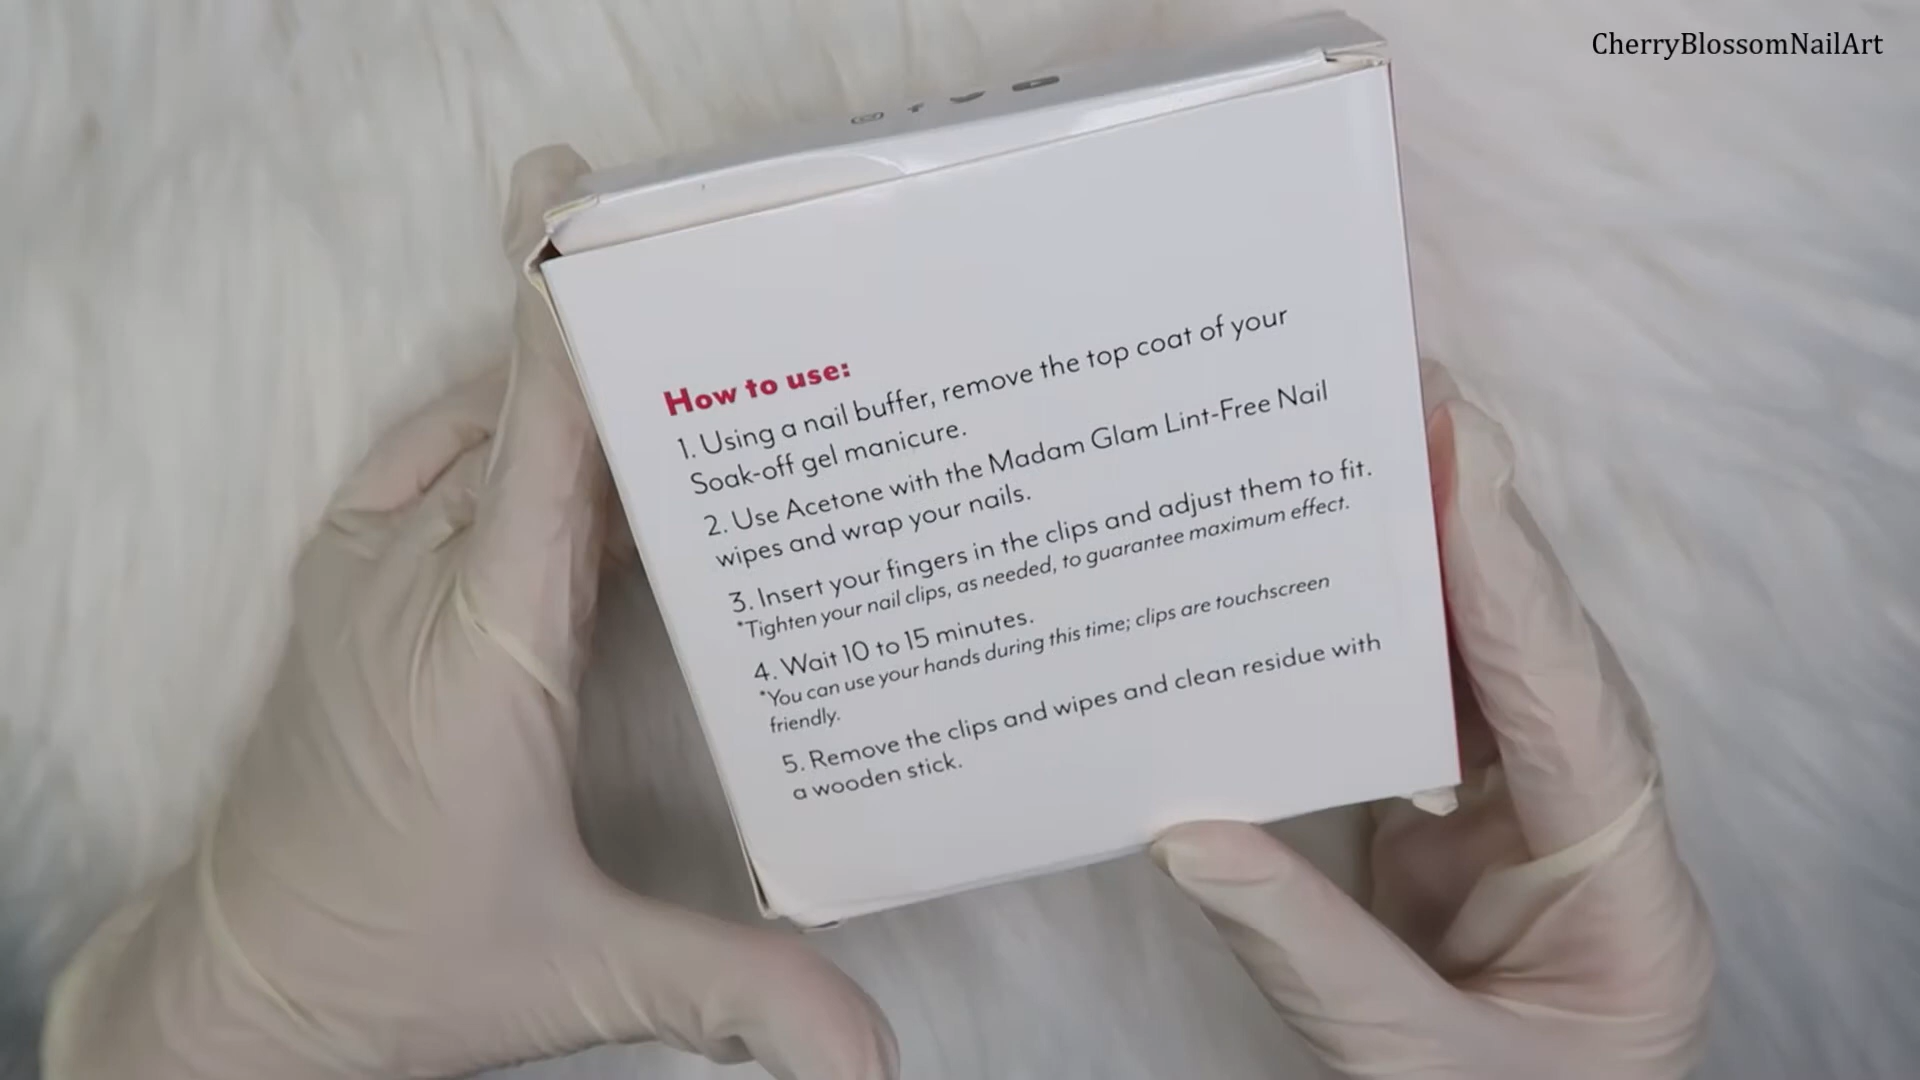 CherryBlossomNailArt
How to use:
1. Using a nail buffer, remove the top coat of your
Soak-off gel manicure.
2. Use Acetone with the Madam Glam Lint-Free Nail
wipes and wrap your nails.
3. Insert your fingers in the clips and adjust them to fit.
*Tighten your nail clips, as needed, to guarantee maximum effect.
4. Wait 10 to 15 minutes.
*You can use your hands during this time; clips are touchscreen
friendly.
5. Remove the clips and wipes and clean residue with
a wooden stick.